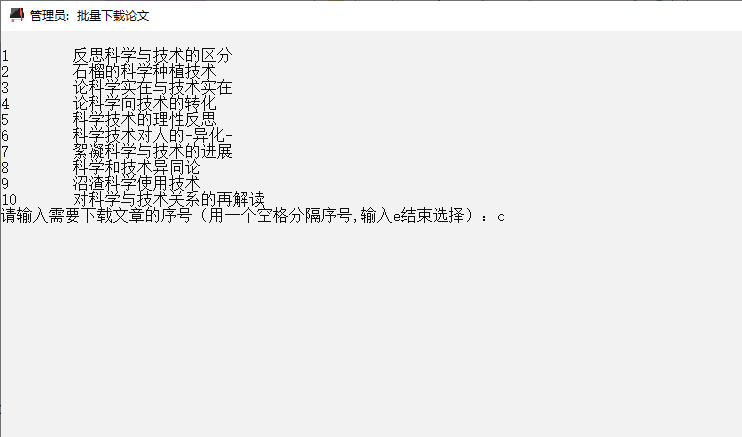 管理员: 批量下载论文
1 反思科学与技术的区分
2 石榴的科学种植技术
3 论科学实在与技术实在
4 论科学向技术的转化
5 科学技术的理性反思
6 科学技术对人的-异化-
7 絮凝科学与技术的进展
8 科学和技术异同论
9 沼渣科学使用技术
10 对科学与技术关系的再解读
请输入需要下载文章的序号（用一个空格分隔序号,输入e结束选择）：c